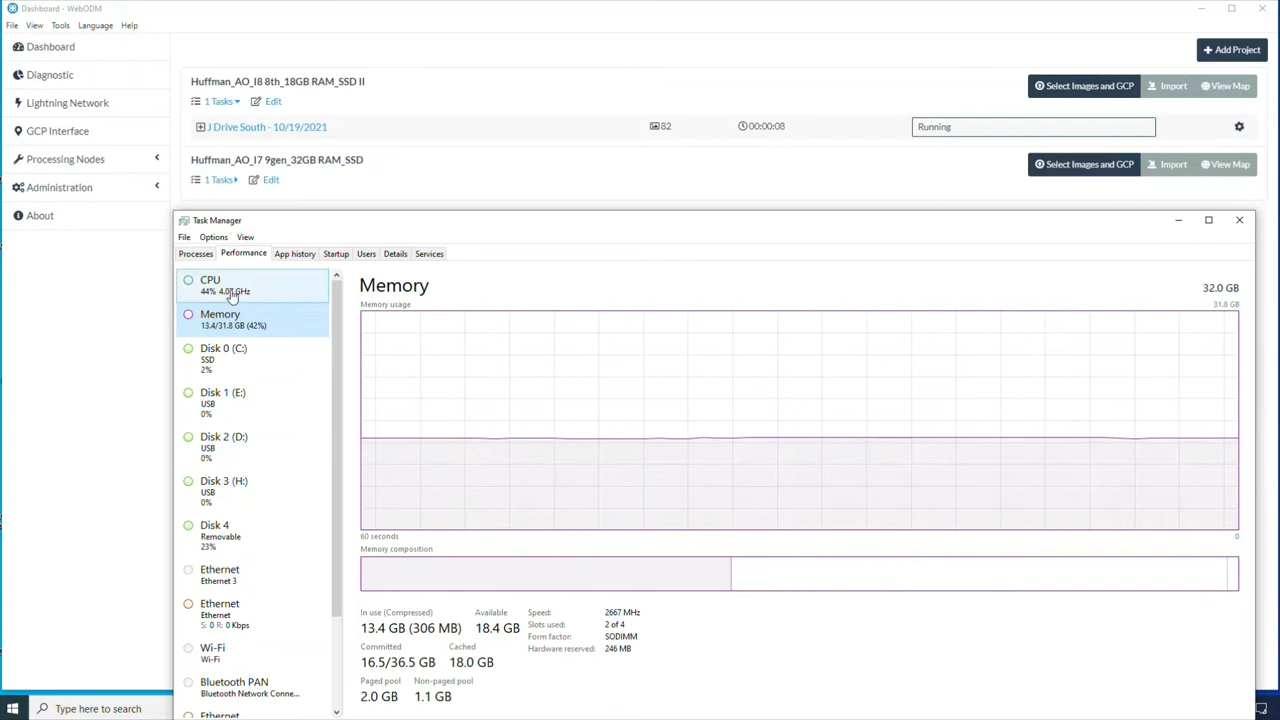 Dashboard - WebODM
File View Tools Language Help
Dashboard
Diagnostic
Lightning Network
GCP Interface
Processing Nodes
Administration
About
Add Project
Huffman_AO_I8 8th_18GB RAM_SSD II
1 Tasks Edit
Select Images and GCP Import View Map
J Drive South - 10/19/2021 82 00:00:08 Running
Huffman_AO_I7 9gen_32GB RAM_SSD
1 Tasks Edit
Select Images and GCP Import View Map
Task Manager
File Options View
Processes Performance App history Startup Users Details Services
CPU
44% GHz
Memory
13.4/31.8 GB (42%)
Disk 0 (C:)
SSD
2%
Disk 1 (E:)
USB
0%
Disk 2 (D:)
USB
0%
Disk 3 (H:)
USB
0%
Disk 4
Removable
23%
Ethernet
Ethernet 3
Ethernet
Ethernet
S: 0 R: 0 Kbps
Wi-Fi
Wi-Fi
Bluetooth PAN
Bluetooth Network Conne...
Ethernet
Memory 32.0 GB
Memory usage 31.8 GB
60 seconds 0
Memory composition
In use (Compressed) Available
13.4 GB (306 MB) 18.4 GB
Committed Cached
16.5/36.5 GB 18.0 GB
Paged pool Non-paged pool
2.0 GB 1.1 GB
Speed: 2667 MHz
Slots used: 2 of 4
Form factor: SODIMM
Hardware reserved: 246 MB
Type here to search